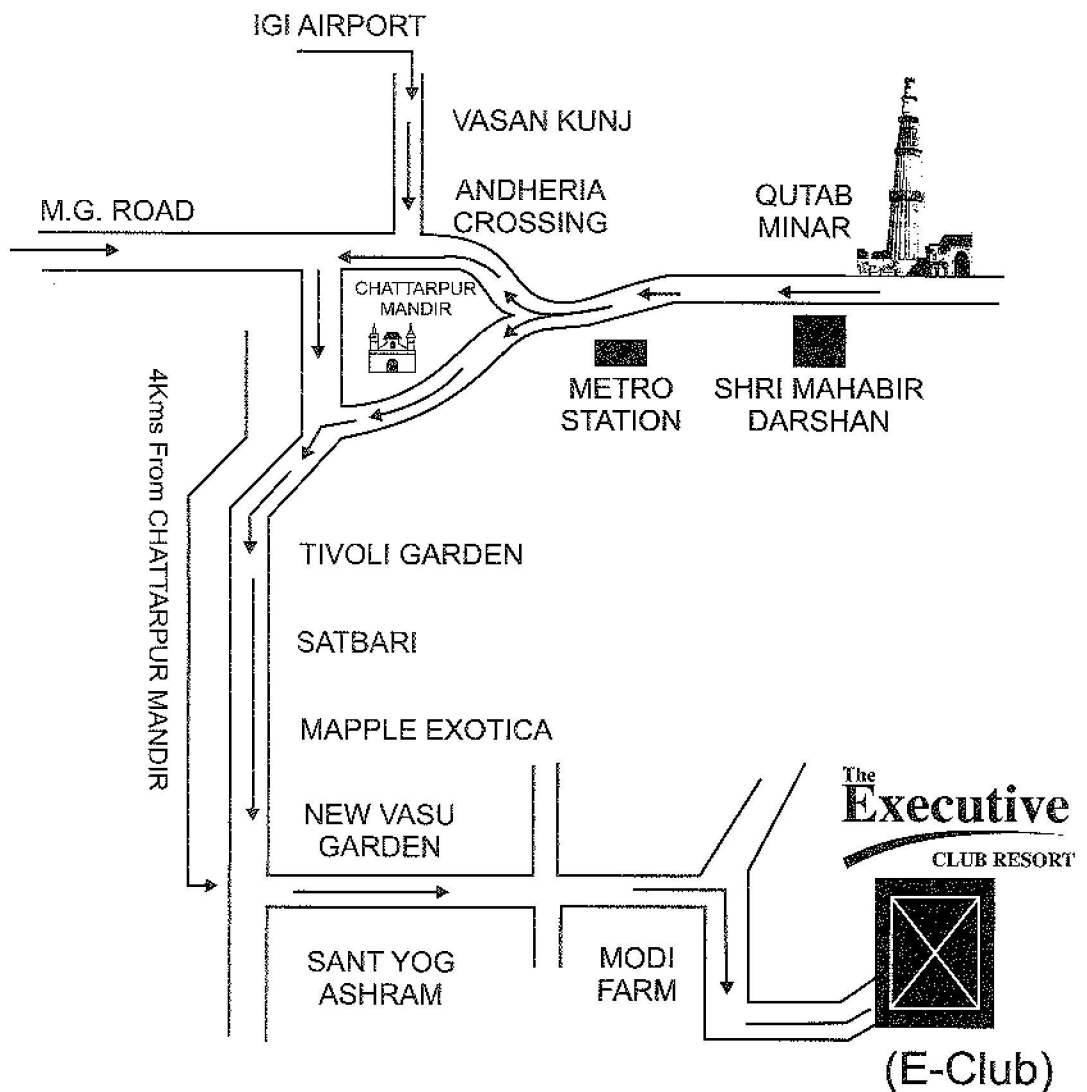 IGI AIRPORT
VASAN KUNJ
ANDHERIA
CROSSING
M.G. ROAD
QUTAB
MINAR
CHATTARPUR
MANDIR
METRO
STATION
SHRI MAHABIR
DARSHAN
4Kms From CHATTARPUR MANDIR
TIVOLI GARDEN
SATBARI
MAPPLE EXOTICA
NEW VASU
GARDEN
The
Executive
CLUB RESORT
SANT YOG
ASHRAM
MODI
FARM
(E-Club)